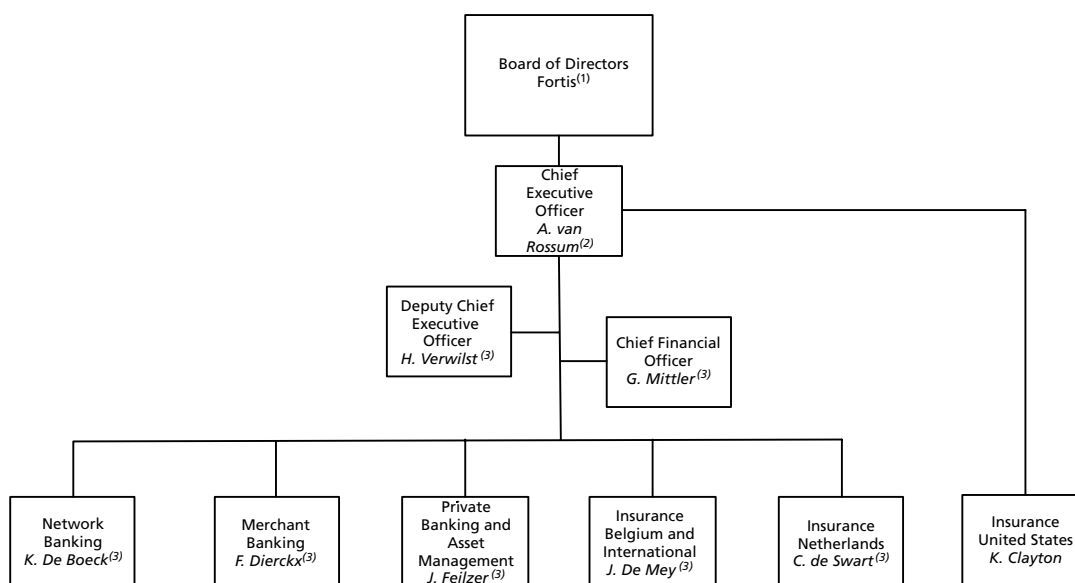 Board of Directors
Fortis(1)
Chief
Executive
Officer
A. van
Rossum(2)
Deputy Chief
Executive
Officer
H. Verwilst (3)
Chief Financial
Officer
G. Mittler (3)
Network
Banking
K. De Boeck(3)
Merchant
Banking
F. Dierckx(3)
Private
Banking and
Asset
Management
J. Feilzer (3)
Insurance
Belgium and
International
J. De Mey (3)
Insurance
Netherlands
C. de Swart (3)
Insurance
United States
K. Clayton